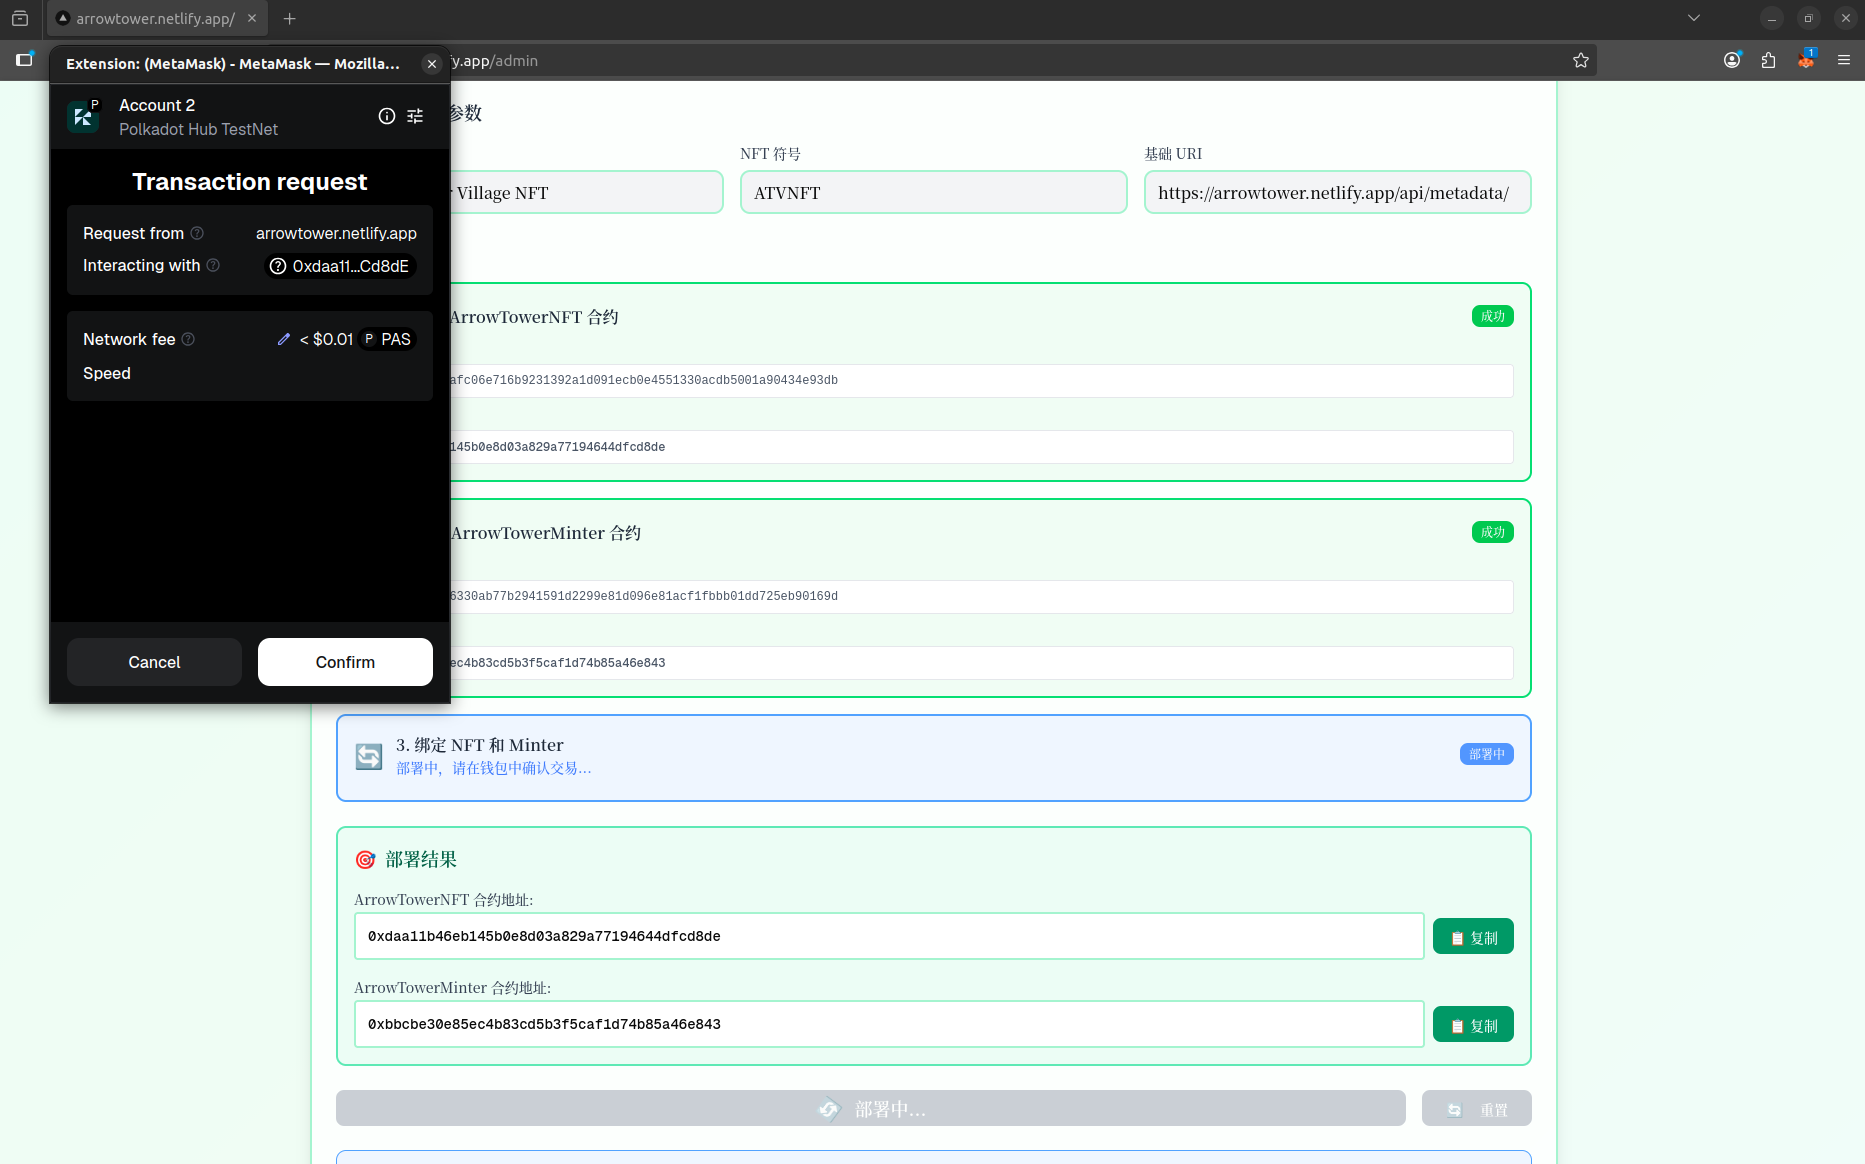 arrowtower.netlify.app/
y.app/admin
Extension: (MetaMask) - MetaMask — Mozilla...
1
P
Account 2
Polkadot Hub TestNet
Transaction request
Request from
arrowtower.netlify.app
Interacting with
0xdaa11...Cd8dE
Network fee
< $0.01
P PAS
Speed
Cancel
Confirm
参数
NFT 符号
基础 URI
Village NFT
ATVNFT
https://arrowtower.netlify.app/api/metadata/
ArrowTowerNFT 合约
成功
afc06e716b9231392a1d091ecb0e4551330acdb5001a90434e93db
145b0e8d03a829a77194644dfcd8de
ArrowTowerMinter 合约
成功
6330ab77b2941591d2299e81d096e81acf1fbbb01dd725eb90169d
ec4b83cd5b3f5caf1d74b85a46e843
3. 绑定 NFT 和 Minter
部署中，请在钱包中确认交易...
部署中
部署结果
ArrowTowerNFT 合约地址:
0xdaa11b46eb145b0e8d03a829a77194644dfcd8de
复制
ArrowTowerMinter 合约地址:
0xbbcbe30e85ec4b83cd5b3f5caf1d74b85a46e843
复制
部署中...
重置